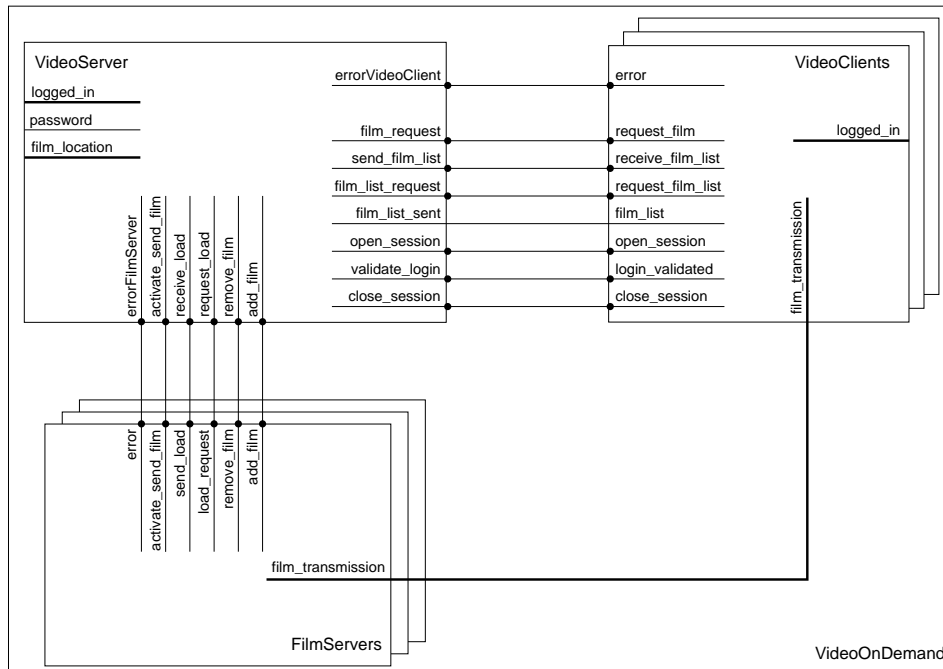 VideoServer
VideoClients
errorVideoClient
error
logged_in
password
film_location
film_request
request_film
logged_in
send_film_list
receive_film_list
film_list_request
request_film_list
film_list_sent
film_list
open_session
open_session
validate_login
login_validated
close_session
close_session
errorFilmServer
activate_send_film
receive_load
request_load
remove_film
add_film
film_transmission
error
activate_send_film
send_load
load_request
remove_film
add_film
film_transmission
FilmServers
VideoOnDemand